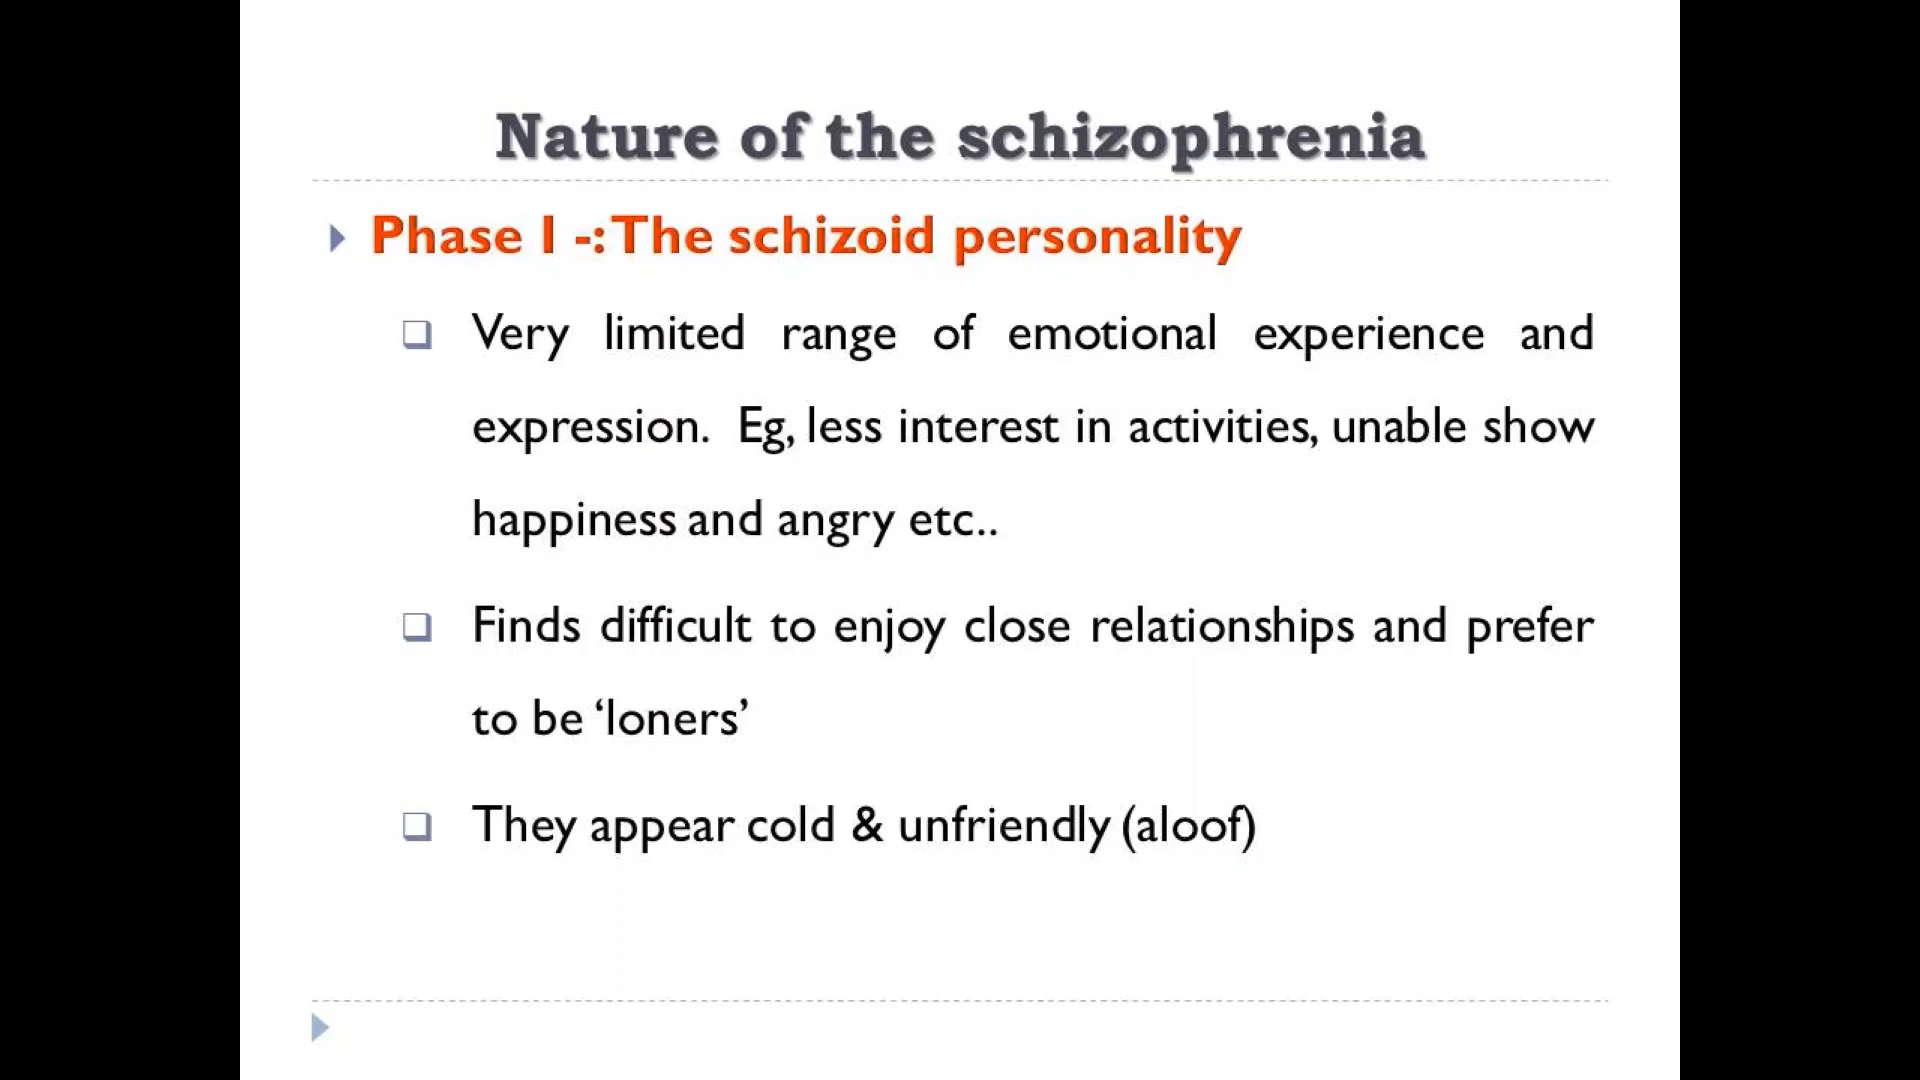 Nature of the schizophrenia
Phase I -: The schizoid personality
Very limited range of emotional experience and
expression. Eg, less interest in activities, unable show
happiness and angry etc..
Finds difficult to enjoy close relationships and prefer
to be ‘loners’
They appear cold & unfriendly (aloof)